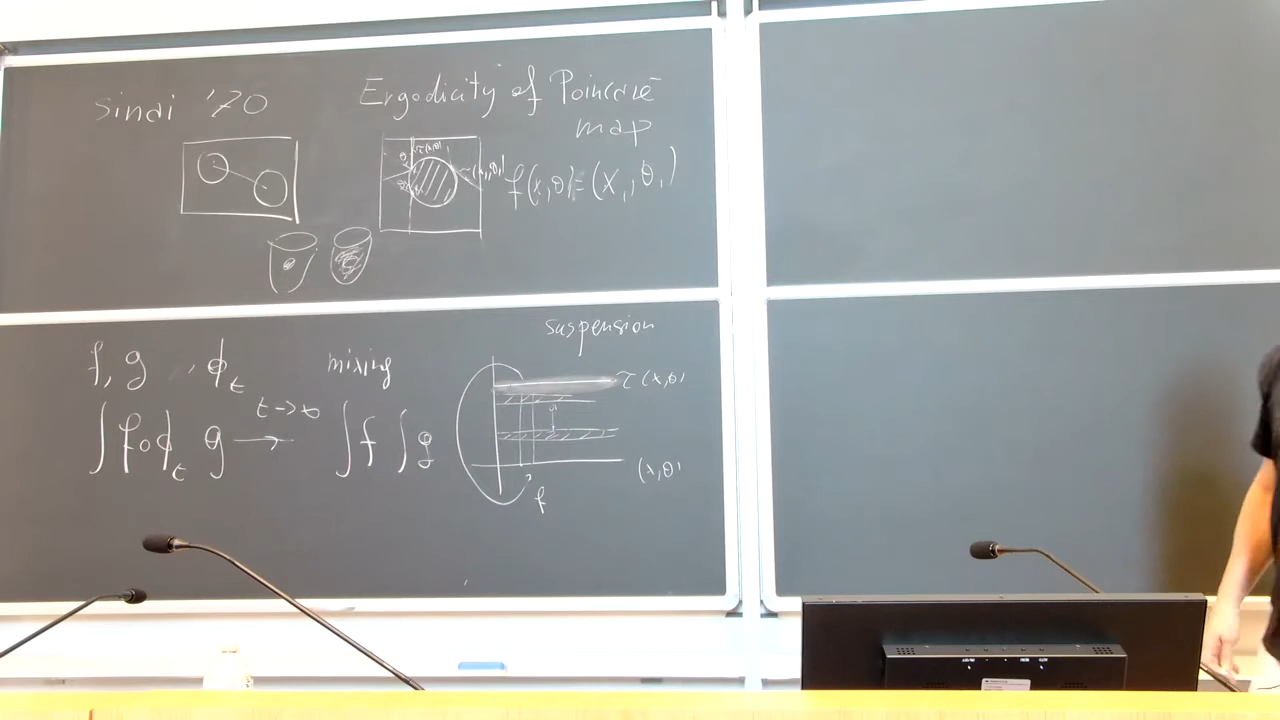 Sinai '70
Ergodicity of Poincaré
map
τ(x,θ)
f(x,θ)=(x₁,θ₁)
suspension
f, g , ϕ_t
mixing
τ(x,θ)
∫ f∘ϕ_t g → ∫f ∫g
t→∞
(x,θ)
f